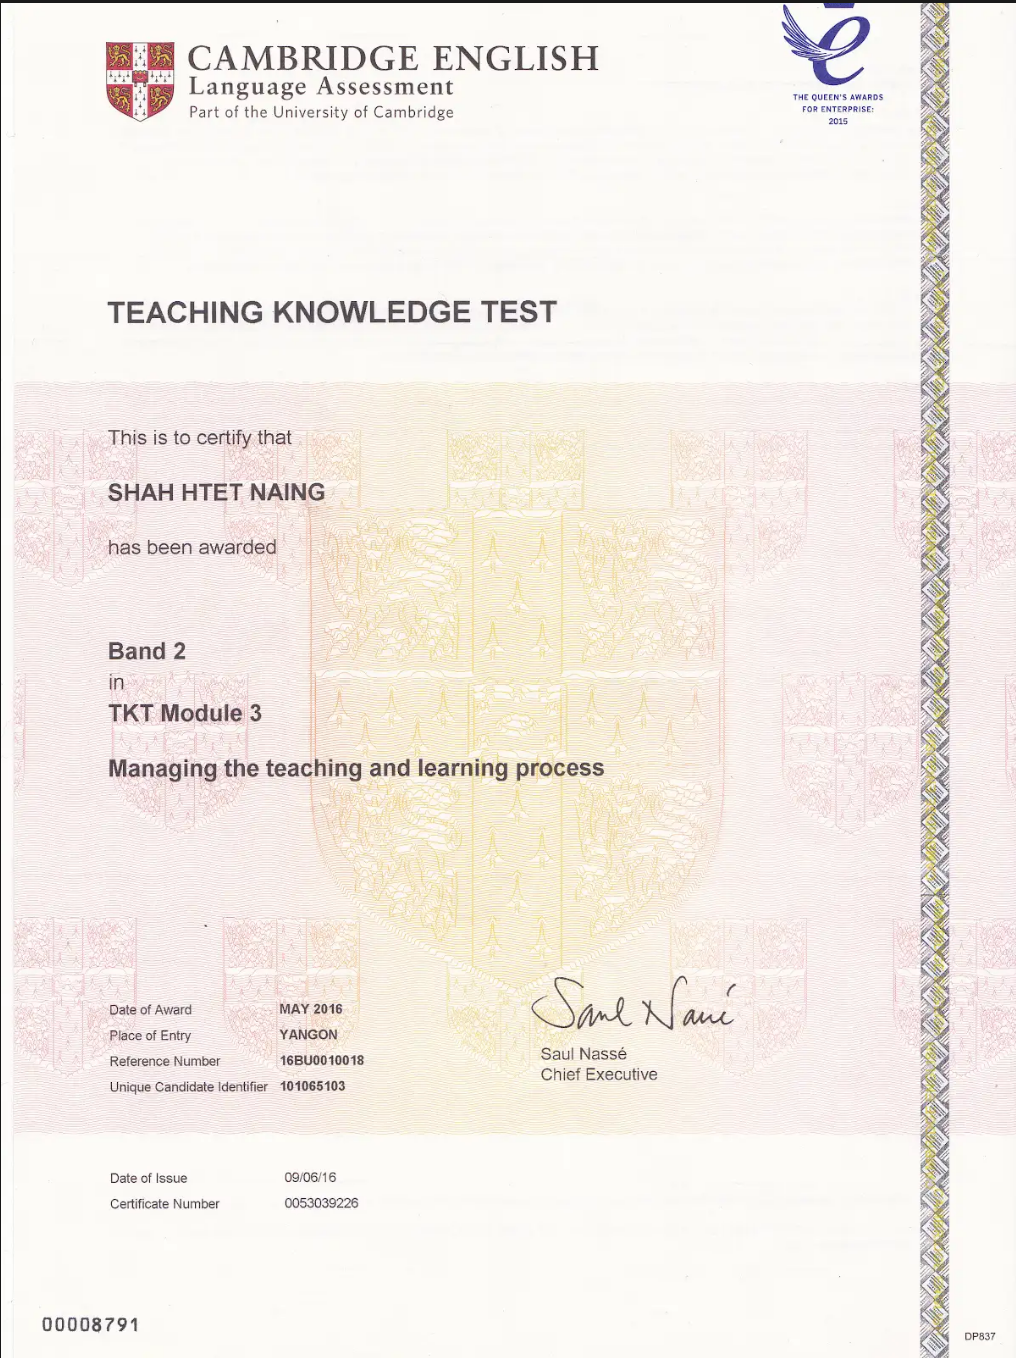 CAMBRIDGE ENGLISH
Language Assessment
Part of the University of Cambridge
THE QUEEN'S AWARDS
FOR ENTERPRISE:
2015
TEACHING KNOWLEDGE TEST
This is to certify that
SHAH HTET NAING
has been awarded
Band 2
in
TKT Module 3
Managing the teaching and learning process
Date of Award MAY 2016
Place of Entry YANGON
Reference Number 16BU0010018
Unique Candidate Identifier 101065103
Saul Nassé
Saul Nassé
Chief Executive
Date of Issue 09/06/16
Certificate Number 0053039226
00008791
DP837